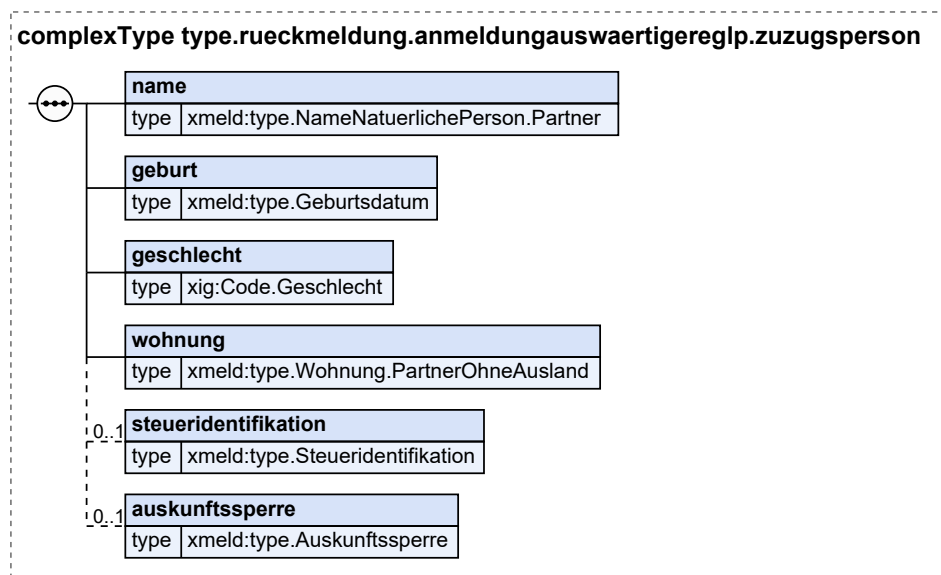 complexType type.rueckmeldung.anmeldungauswaertigereglp.zuzugsperson
name
type xmeld:type.NameNatuerlichePerson.Partner
geburt
type xmeld:type.Geburtsdatum
geschlecht
type xig:Code.Geschlecht
wohnung
type xmeld:type.Wohnung.PartnerOhneAusland
0..1 steueridentifikation
type xmeld:type.Steueridentifikation
0..1 auskunftssperre
type xmeld:type.Auskunftssperre